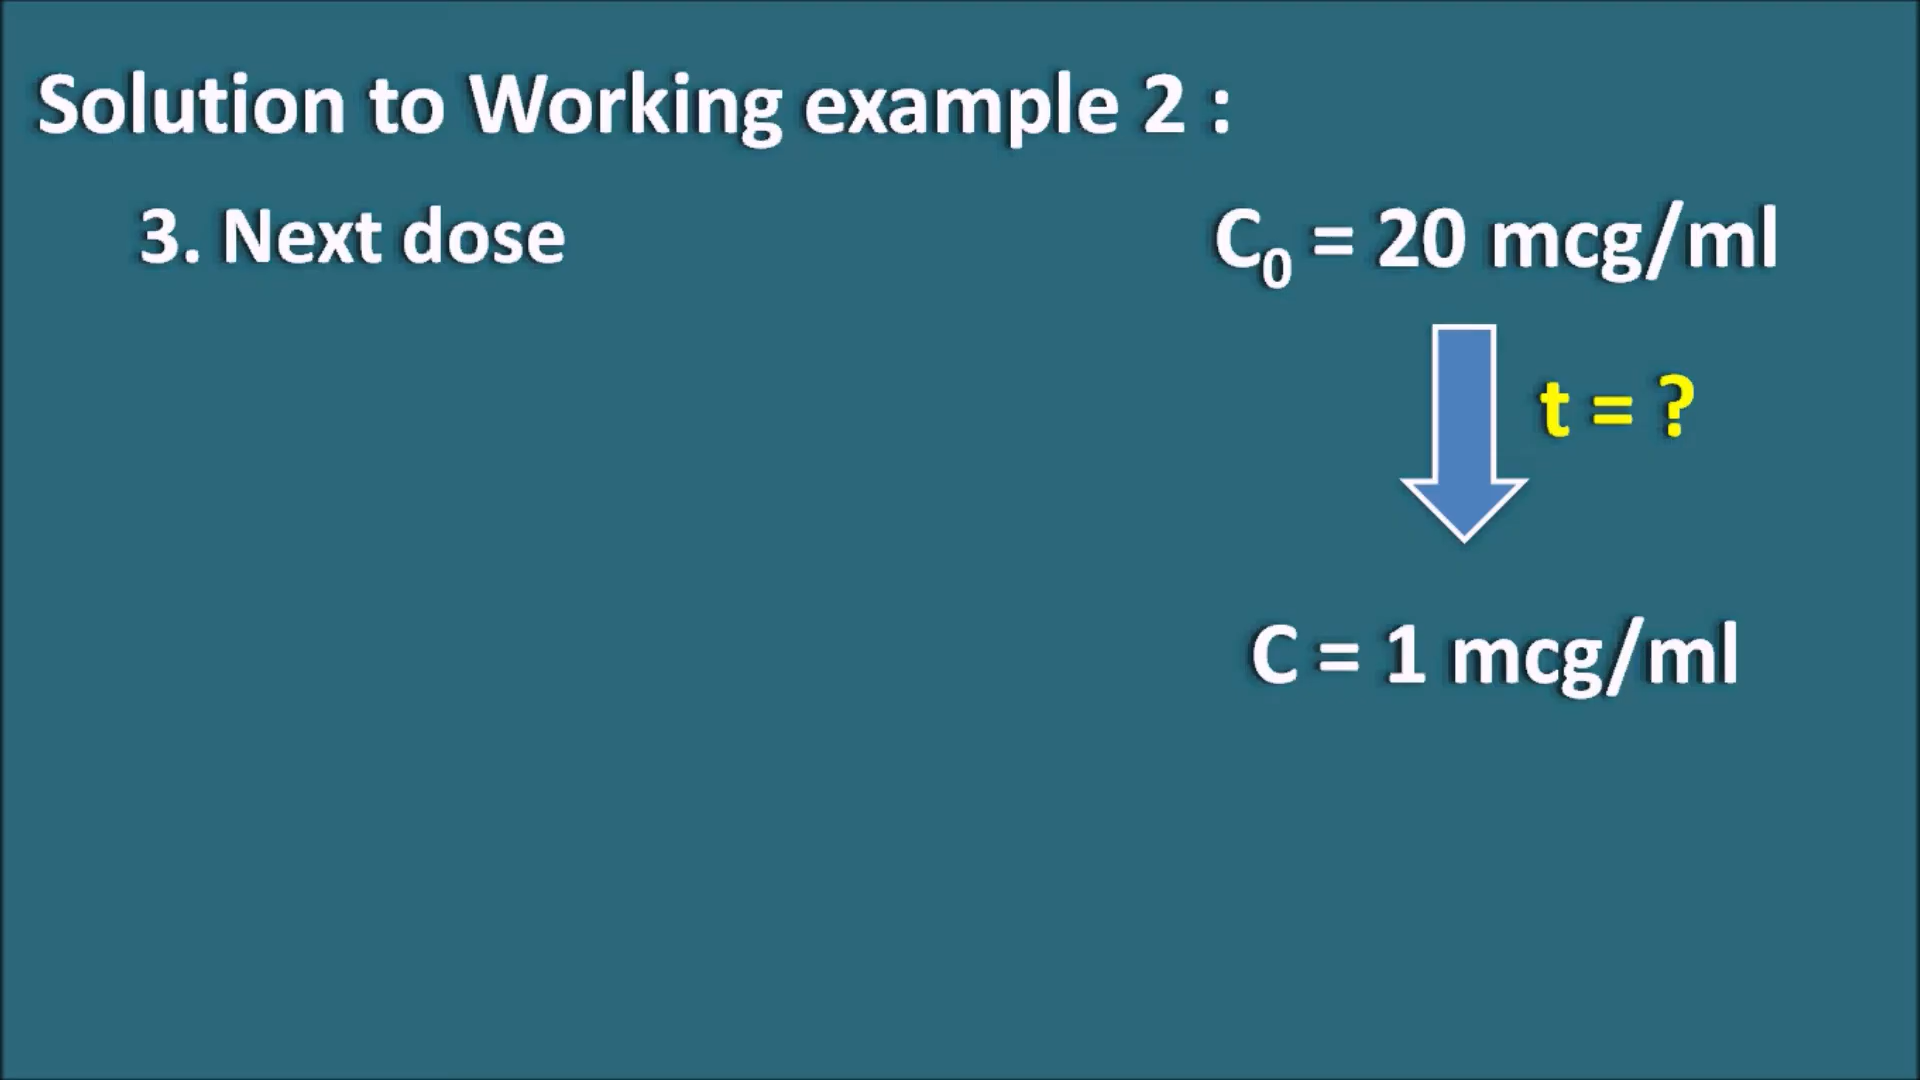 Solution to Working example 2 :
3. Next dose
C₀ = 20 mcg/ml
t = ?
C = 1 mcg/ml